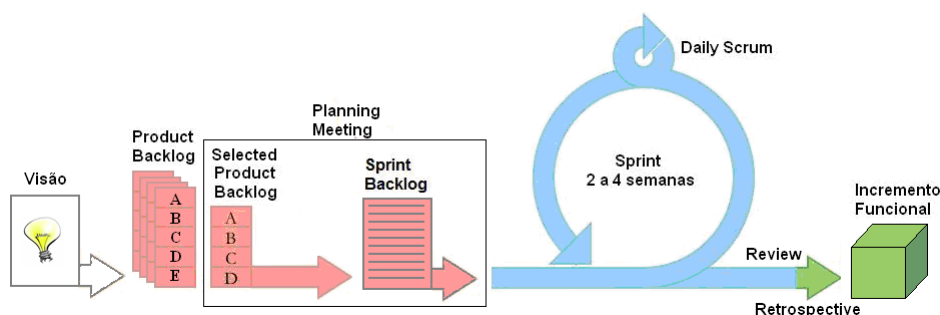 Visão
Product
Backlog
A
B
C
D
E
Planning
Meeting
Selected
Product
Backlog
A
B
C
D
Sprint
Backlog
Daily Scrum
Sprint
2 a 4 semanas
Review
Retrospective
Incremento
Funcional